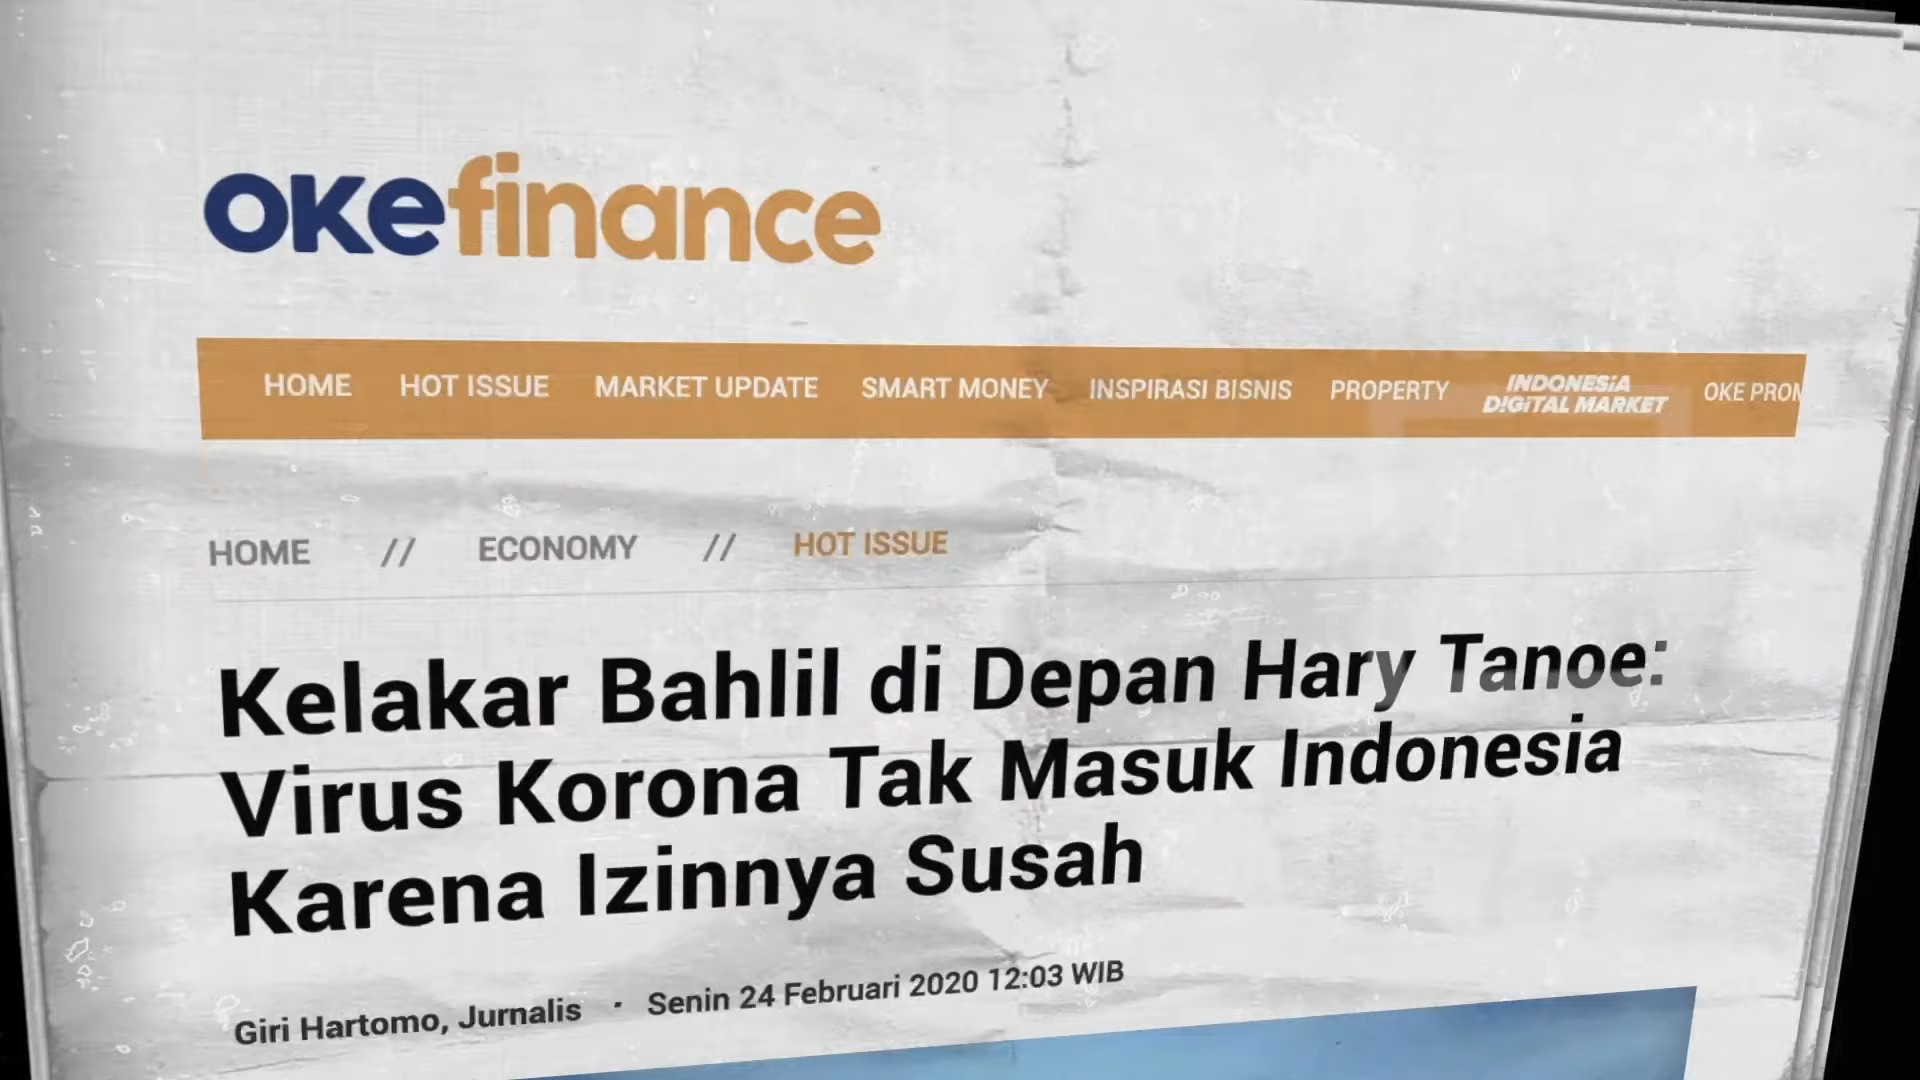 OKefinance
HOME HOT ISSUE MARKET UPDATE SMART MONEY INSPIRASI BISNIS PROPERTY INDONESIA DIGITAL MARKET OKE PROM
HOME // ECONOMY // HOT ISSUE
Kelakar Bahlil di Depan Hary Tanoe:
Virus Korona Tak Masuk Indonesia
Karena Izinnya Susah
Giri Hartomo, Jurnalis · Senin 24 Februari 2020 12:03 WIB